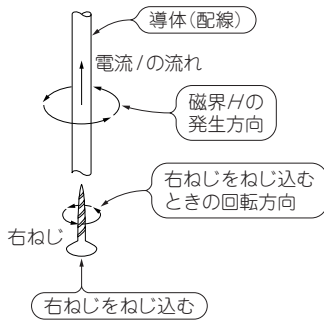 導体(配線)
電流Iの流れ
磁界Hの
発生方向
右ねじをねじ込む
ときの回転方向
右ねじ
右ねじをねじ込む